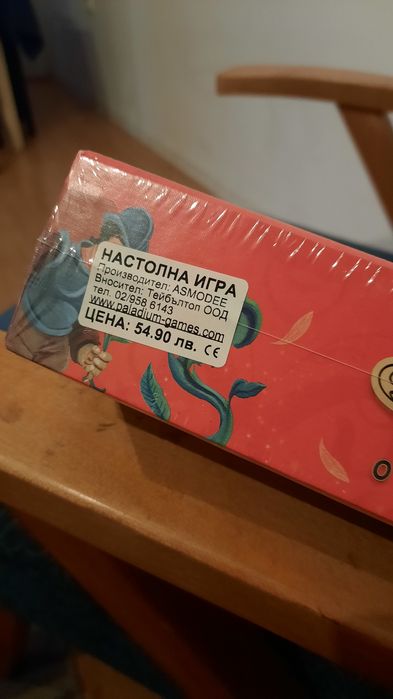 НАСТОЛНА ИГРА
Производител: ASMODEE
Вносител: Тейбълтоп ООД
тел. 02/958 6143
www.paladium-games.com
ЦЕНА: 54.90 лв. CE